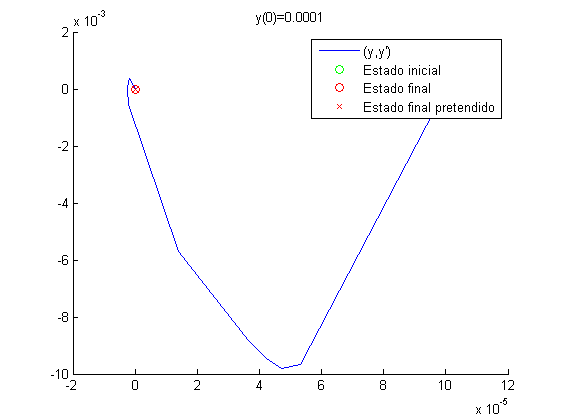 x 10^-3
y(0)=0.0001
2
(y,y')
Estado inicial
Estado final
Estado final pretendido
0
-2
-4
-6
-8
-10
-2 0 2 4 6 8 10 12
x 10^-5